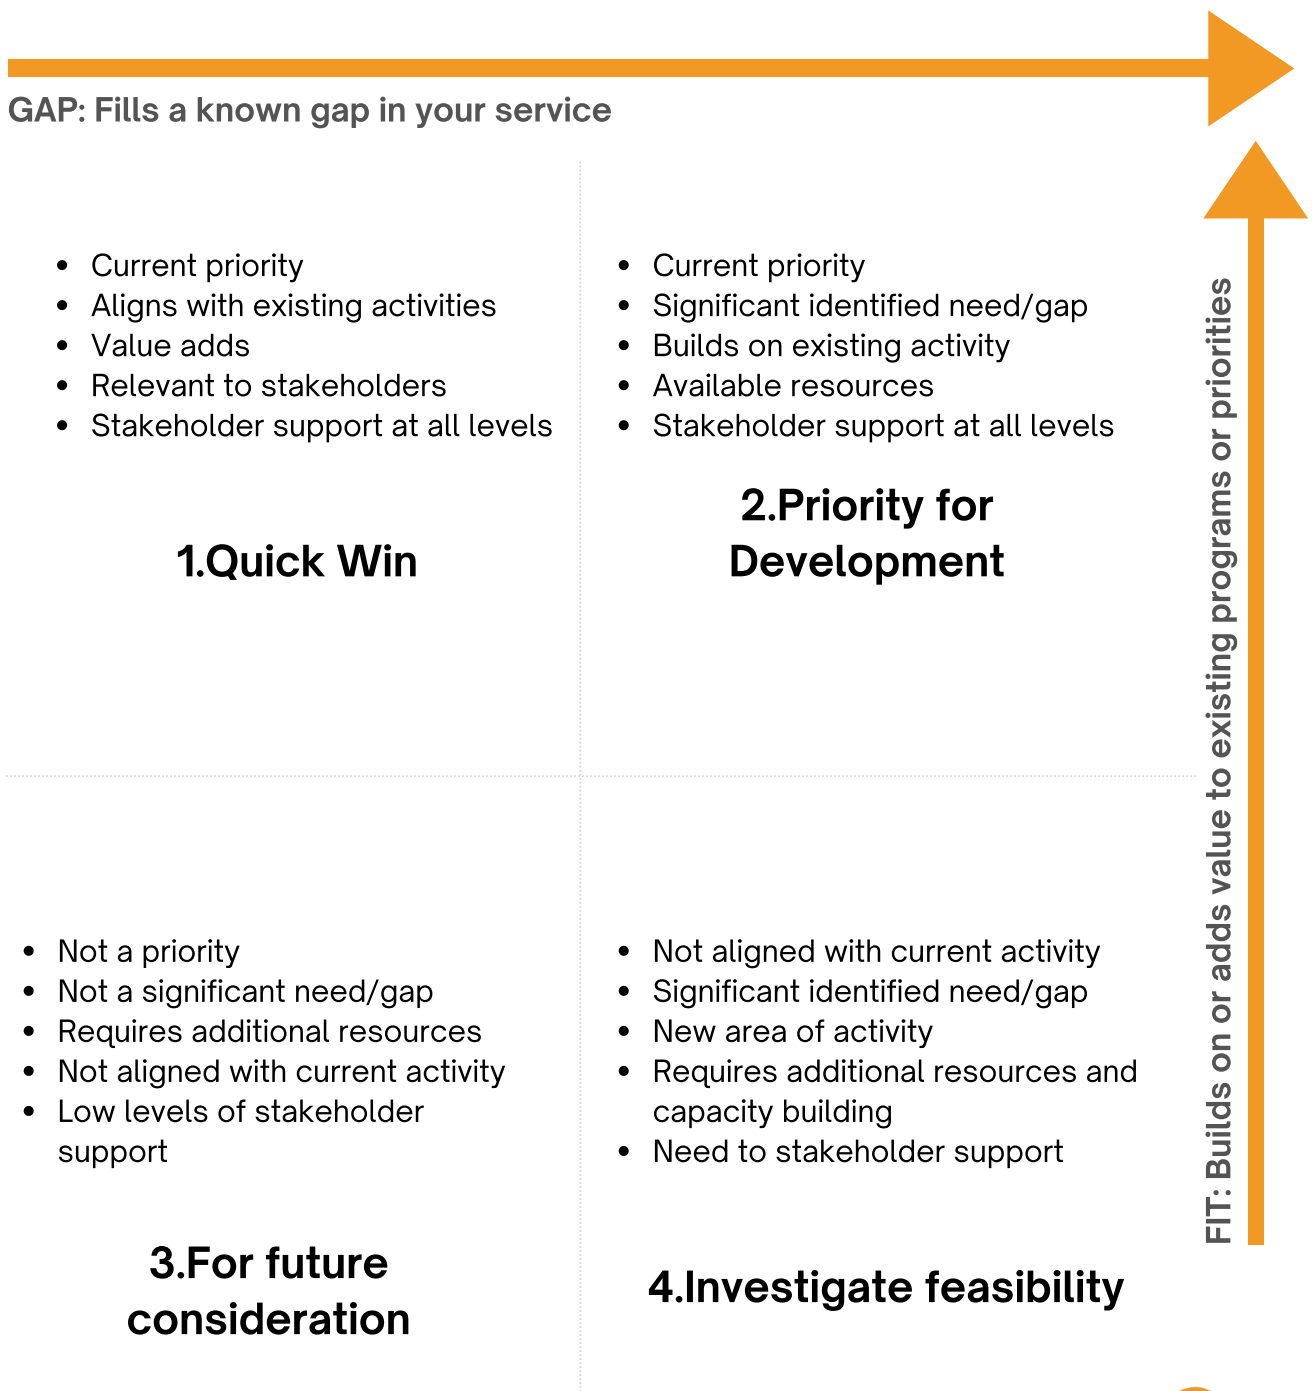 GAP: Fills a known gap in your service
• Current priority
• Aligns with existing activities
• Value adds
• Relevant to stakeholders
• Stakeholder support at all levels
1.Quick Win
• Current priority
• Significant identified need/gap
• Builds on existing activity
• Available resources
• Stakeholder support at all levels
2.Priority for
Development
FIT: Builds on or adds value to existing programs or priorities
• Not a priority
• Not a significant need/gap
• Requires additional resources
• Not aligned with current activity
• Low levels of stakeholder
support
3.For future
consideration
• Not aligned with current activity
• Significant identified need/gap
• New area of activity
• Requires additional resources and
capacity building
• Need to stakeholder support
4.Investigate feasibility